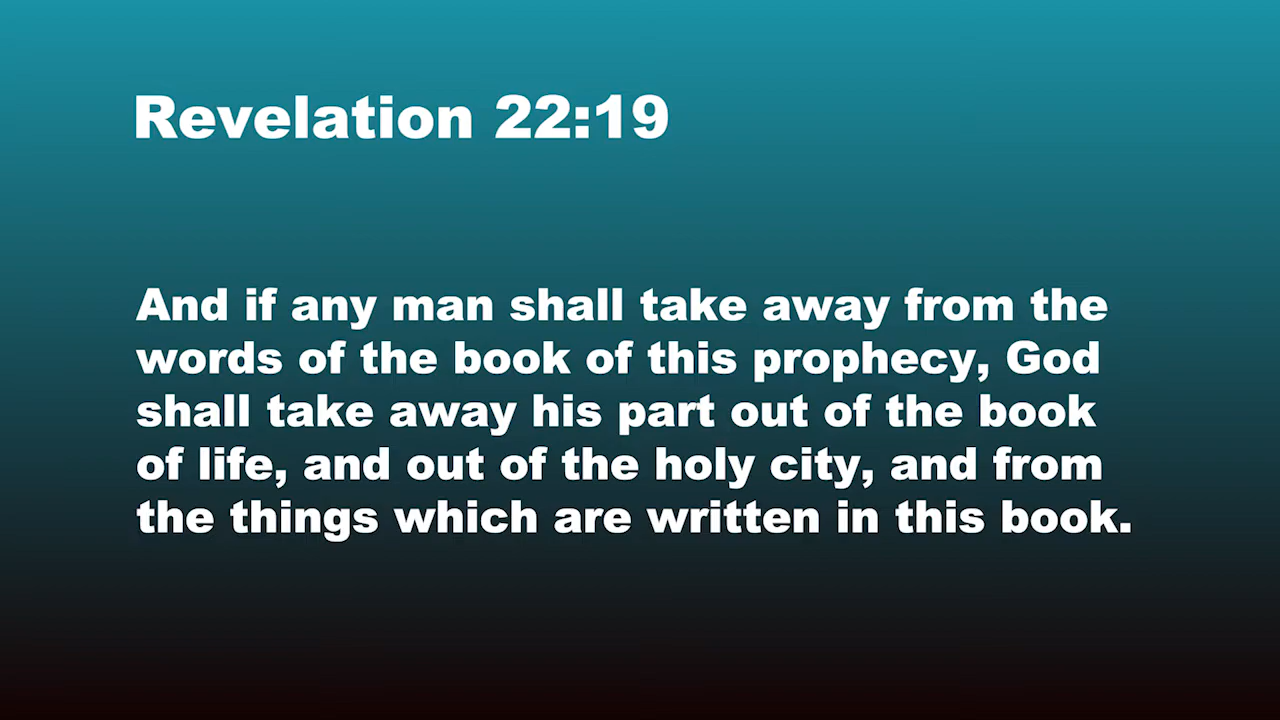 Revelation 22:19
And if any man shall take away from the
words of the book of this prophecy, God
shall take away his part out of the book
of life, and out of the holy city, and from
the things which are written in this book.